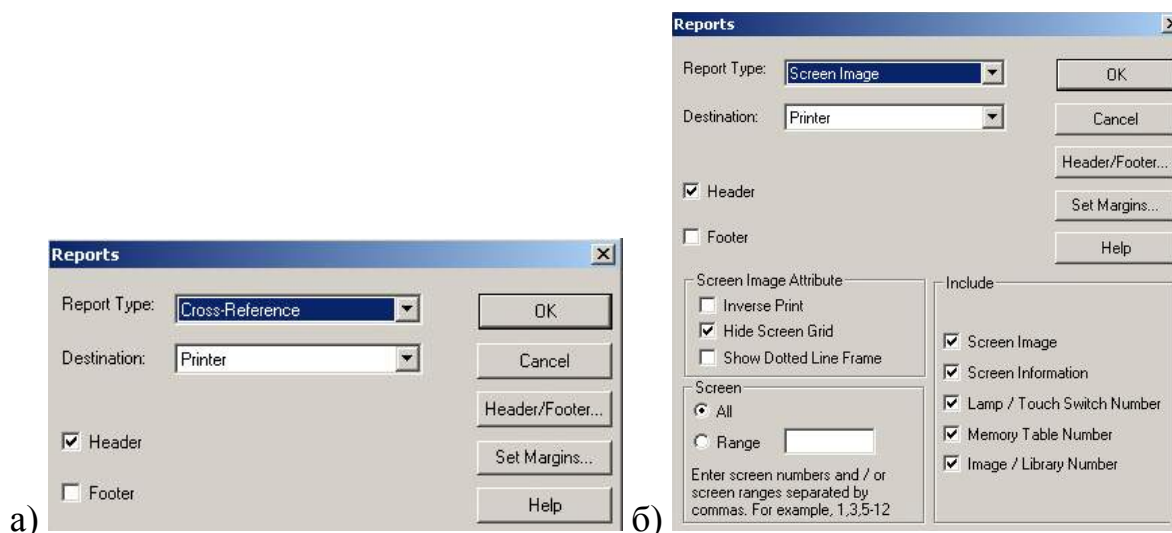 Reports
Report Type: Cross-Reference
OK
Destination: Printer
Cancel
Header/Footer...
Header
Set Margins...
Footer
Help
а)
Reports
Report Type: Screen Image
OK
Destination: Printer
Cancel
Header/Footer...
Header
Set Margins...
Footer
Help
Screen Image Attribute
Inverse Print
Hide Screen Grid
Show Dotted Line Frame
Screen
All
Range
Enter screen numbers and / or
screen ranges separated by
commas. For example, 1,3,5-12
Include
Screen Image
Screen Information
Lamp / Touch Switch Number
Memory Table Number
Image / Library Number
б)